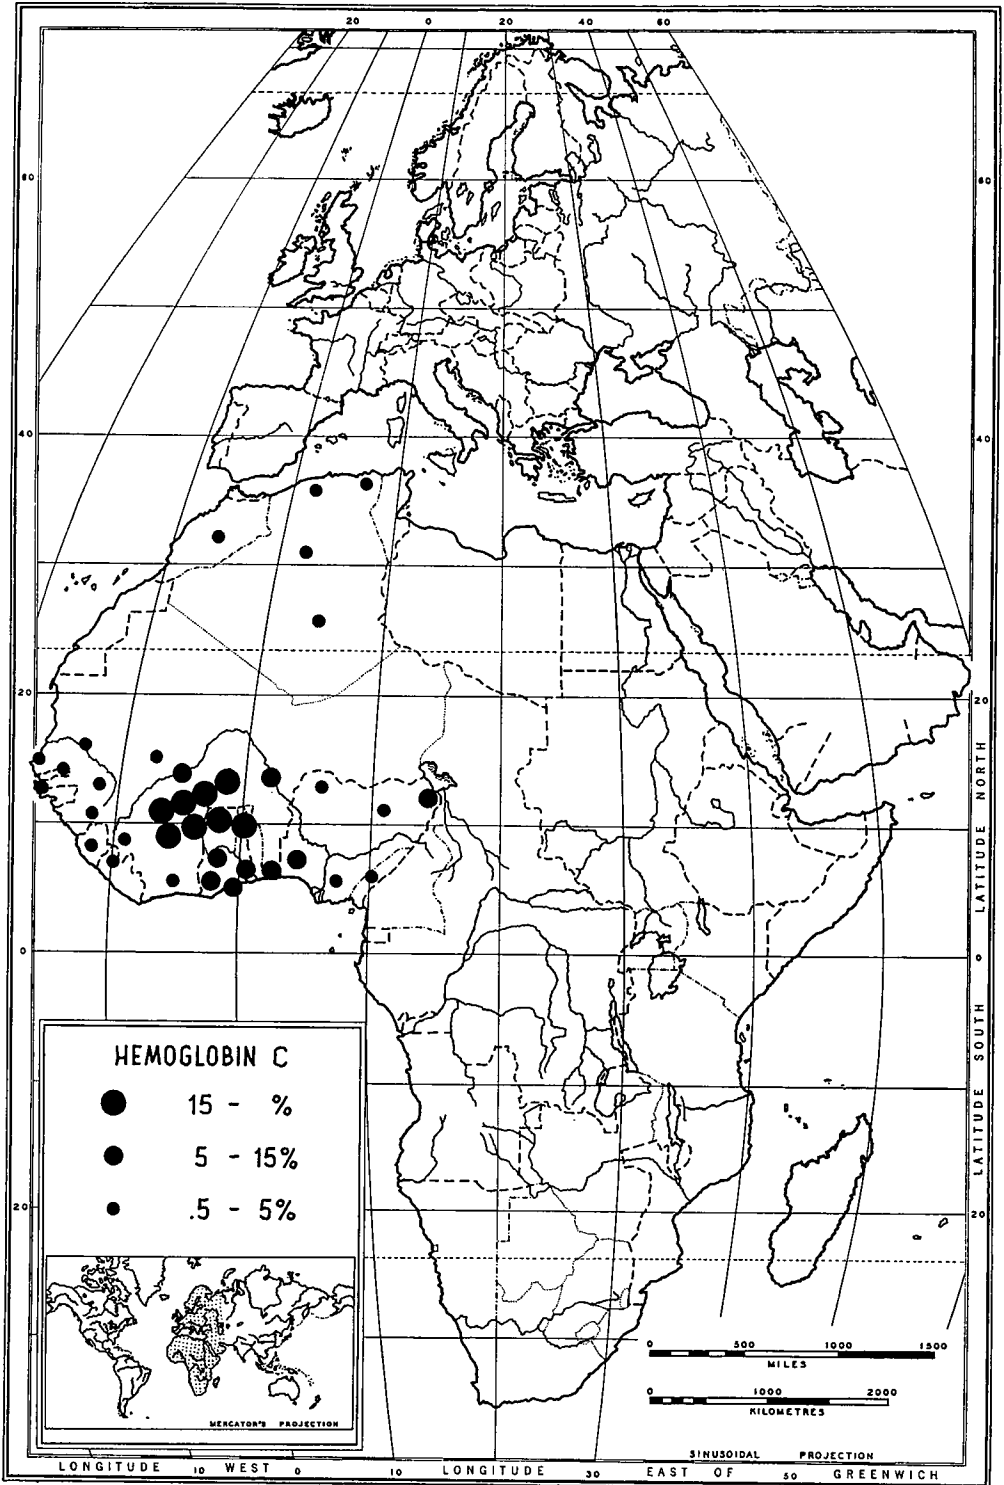 20 0 20 40 60
60 60
40 40
20 20
0 0
20 20
LATITUDE SOUTH 0 LATITUDE NORTH
HEMOGLOBIN C
15 - %
5 - 15%
.5 - 5%
MERCATOR'S PROJECTION
0 500 1000 1500
MILES
0 1000 2000
KILOMETRES
SINUSOIDAL PROJECTION
LONGITUDE 10 WEST 0 10 LONGITUDE 30 EAST OF 50 GREENWICH